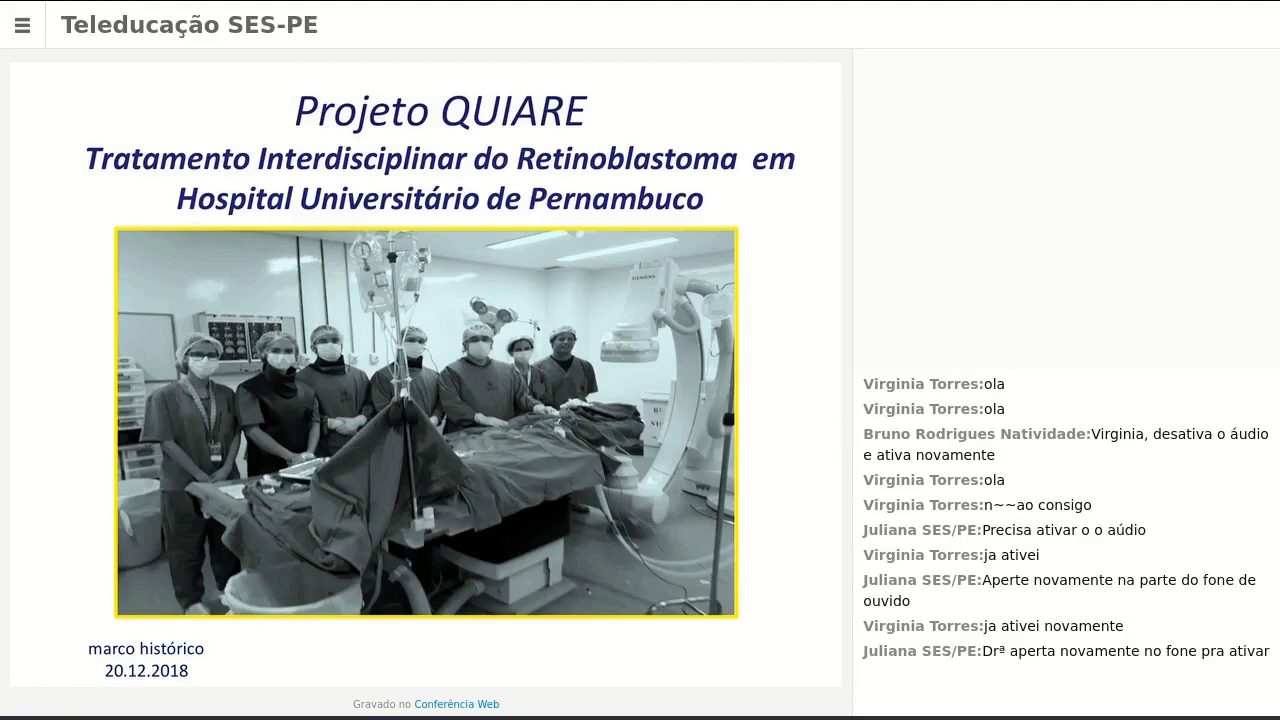 Teleducação SES-PE
Projeto QUIARE
Tratamento Interdisciplinar do Retinoblastoma em
Hospital Universitário de Pernambuco
SIEMENS
marco histórico
20.12.2018
Gravado no Conferência Web
Virginia Torres:ola
Virginia Torres:ola
Bruno Rodrigues Natividade:Virginia, desativa o áudio
e ativa novamente
Virginia Torres:ola
Virginia Torres:n~~ao consigo
Juliana SES/PE:Precisa ativar o o aúdio
Virginia Torres:ja ativei
Juliana SES/PE:Aperte novamente na parte do fone de
ouvido
Virginia Torres:ja ativei novamente
Juliana SES/PE:Drª aperta novamente no fone pra ativar